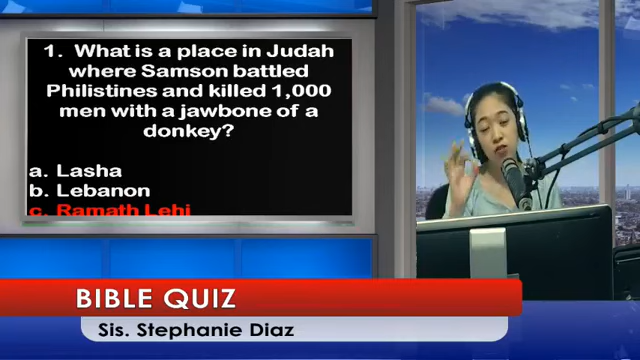 1. What is a place in Judah
where Samson battled
Philistines and killed 1,000
men with a jawbone of a
donkey?
a. Lasha
b. Lebanon
c. Ramath Lehi
BIBLE QUIZ
Sis. Stephanie Diaz